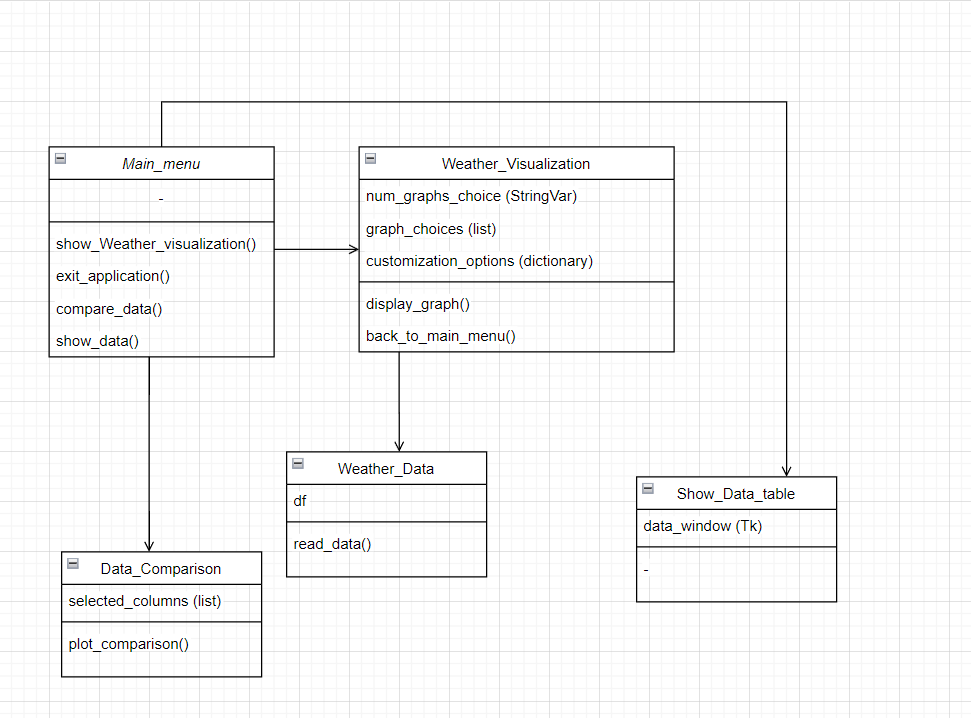 Main_menu
-
show_Weather_visualization()
exit_application()
compare_data()
show_data()
Weather_Visualization
num_graphs_choice (StringVar)
graph_choices (list)
customization_options (dictionary)
display_graph()
back_to_main_menu()
Weather_Data
df
read_data()
Show_Data_table
data_window (Tk)
-
Data_Comparison
selected_columns (list)
plot_comparison()